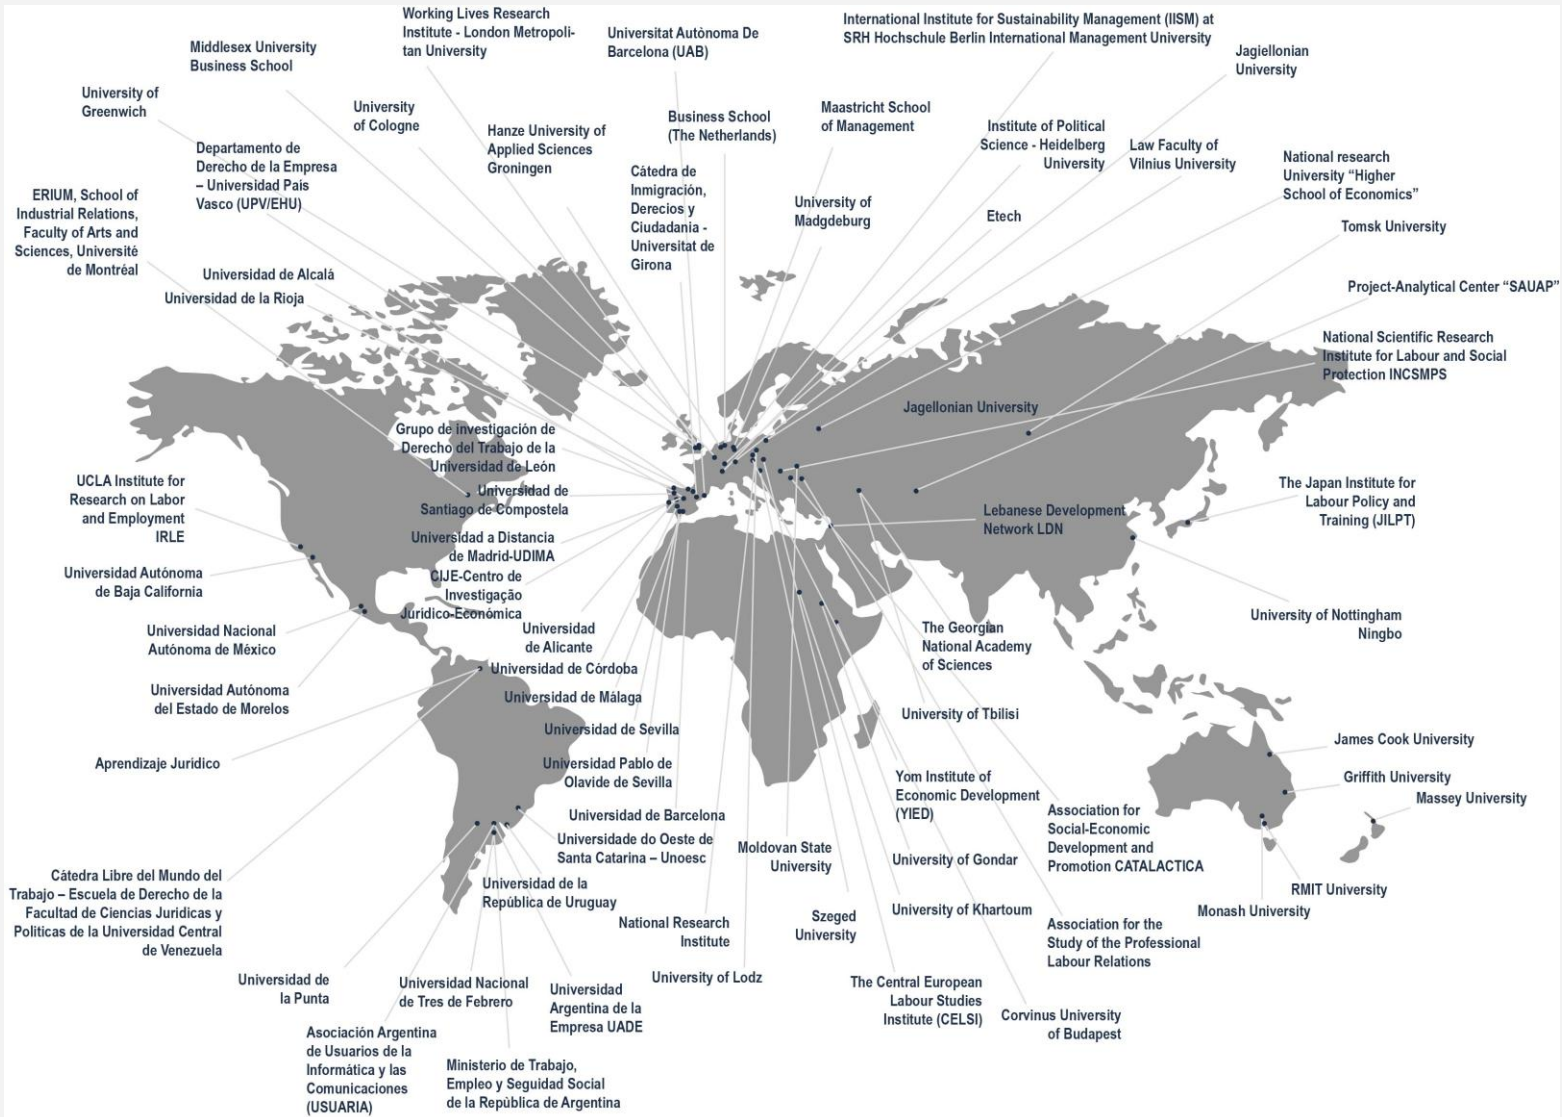 Working Lives Research
Institute - London Metropoli-
tan University
Universitat Autònoma De
Barcelona (UAB)
International Institute for Sustainability Management (IISM) at
SRH Hochschule Berlin International Management University
Middlesex University
Business School
Jagiellonian
University
University of
Greenwich
University
of Cologne
Hanze University of
Applied Sciences
Groningen
Business School
(The Netherlands)
Maastricht School
of Management
Institute of Political
Science - Heidelberg
University
Law Faculty of
Vilnius University
National research
University “Higher
School of Economics”
Departamento de
Derecho de la Empresa
– Universidad País
Vasco (UPV/EHU)
Cátedra de
Inmigración,
Derecios y
Ciudadania -
Universitat de
Girona
University of
Madgdeburg
Etech
Tomsk University
ERIUM, School of
Industrial Relations,
Faculty of Arts and
Sciences, Université
de Montréal
Universidad de Alcalá
Universidad de la Rioja
Project-Analytical Center “SAUAP”
National Scientific Research
Institute for Labour and Social
Protection INCSMPS
Jagellonian University
Grupo de investigación de
Derecho del Trabajo de la
Universidad de León
UCLA Institute for
Research on Labor
and Employment
IRLE
Universidad de
Santiago de Compostela
The Japan Institute for
Labour Policy and
Training (JILPT)
Lebanese Development
Network LDN
Universidad a Distancia
de Madrid-UDIMA
Universidad Autónoma
de Baja California
CIJE-Centro de
Investigação
Jurídico-Económica
University of Nottingham
Ningbo
Universidad Nacional
Autónoma de México
Universidad
de Alicante
The Georgian
National Academy
of Sciences
Universidad de Córdoba
Universidad Autónoma
del Estado de Morelos
Universidad de Málaga
University of Tbilisi
Universidad de Sevilla
James Cook University
Aprendizaje Jurídico
Universidad Pablo de
Olavide de Sevilla
Yom Institute of
Economic Development
(YIED)
Griffith University
Massey University
Universidad de Barcelona
Association for
Social-Economic
Development and
Promotion CATALACTICA
Universidade do Oeste de
Santa Catarina – Unoesc
Moldovan State
University
University of Gondar
Cátedra Libre del Mundo del
Trabajo – Escuela de Derecho de la
Facultad de Ciencias Jurídicas y
Políticas de la Universidad Central
de Venezuela
Universidad de la
República de Uruguay
RMIT University
Monash University
National Research
Institute
Szeged
University
University of Khartoum
Association for the
Study of the Professional
Labour Relations
Universidad de
la Punta
Universidad Nacional
de Tres de Febrero
Universidad
Argentina de la
Empresa UADE
University of Lodz
The Central European
Labour Studies
Institute (CELSI)
Corvinus University
of Budapest
Asociación Argentina
de Usuarios de la
Informática y las
Comunicaciones
(USUARIA)
Ministerio de Trabajo,
Empleo y Seguidad Social
de la República de Argentina